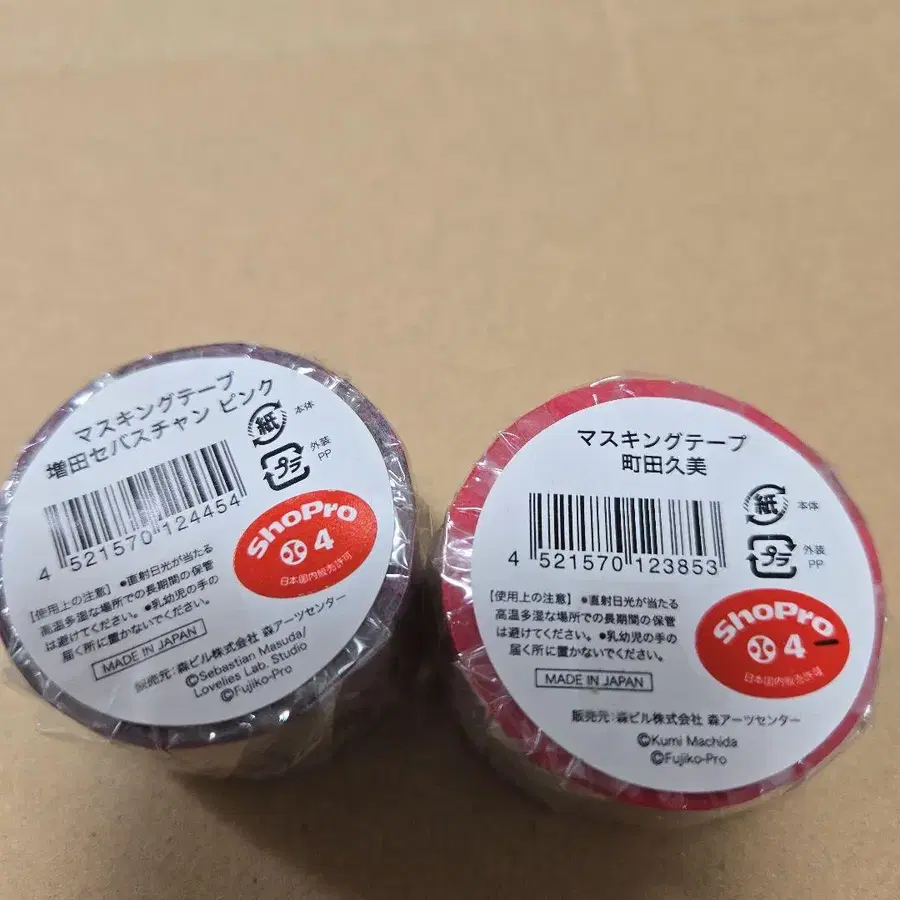 マスキングテープ
増田セバスチャン ピンク
紙 本体
プラ 外装
PP
4 521570 124454
ShoPro
4
日本国内販売許可
【使用上の注意】 ●直射日光が当たる
高温多湿な場所での長期間の保管
は避けてください。●乳幼児の手の
届く所に置かないでください。
MADE IN JAPAN
販売元：森ビル株式会社 森アーツセンター
©Sebastian Masuda/
Lovelies Lab. Studio
©Fujiko-Pro
マスキングテープ
町田久美
紙 本体
プラ 外装
PP
4 521570 123853
ShoPro
4
日本国内販売許可
【使用上の注意】 ●直射日光が当たる
高温多湿な場所での長期間の保管
は避けてください。●乳幼児の手の
届く所に置かないでください。
MADE IN JAPAN
販売元：森ビル株式会社 森アーツセンター
©Kumi Machida
©Fujiko-Pro